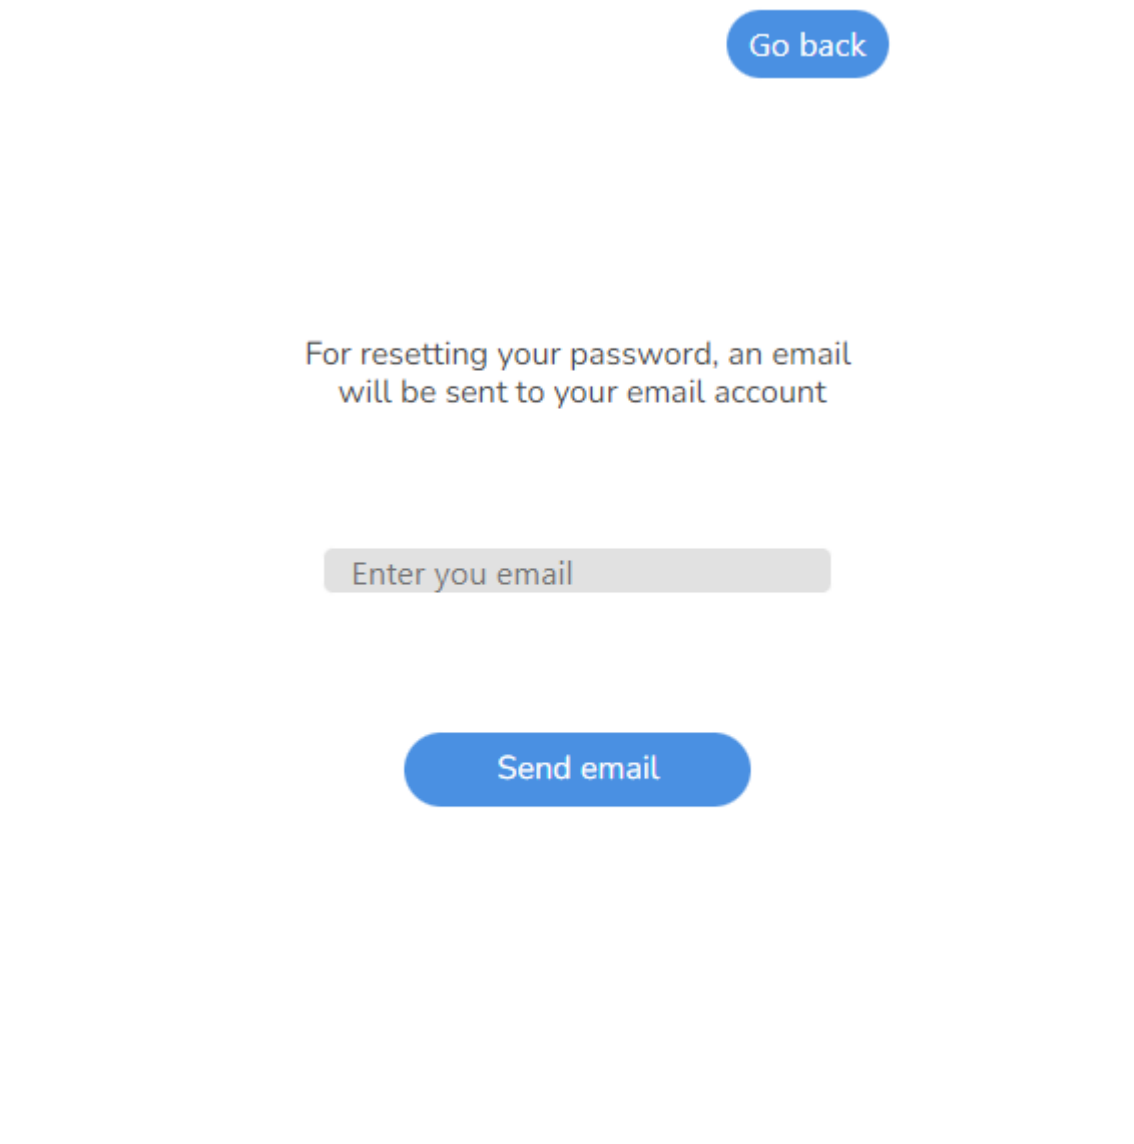 Go back
For resetting your password, an email
will be sent to your email account
Enter you email
Send email